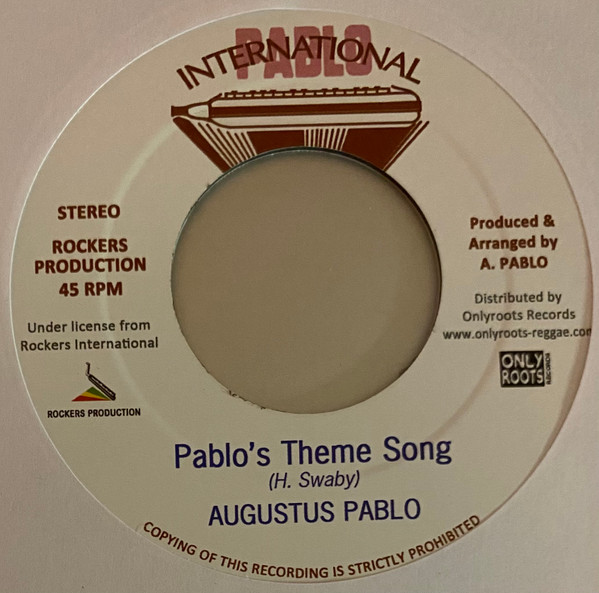 PABLO
INTERNATIONAL
STEREO
ROCKERS
PRODUCTION
45 RPM
Under license from
Rockers International
ROCKERS PRODUCTION
Produced &
Arranged by
A. PABLO
Distributed by
Onlyroots Records
www.onlyroots-reggae.com
ONLY
ROOTS
Pablo's Theme Song
(H. Swaby)
AUGUSTUS PABLO
COPYING OF THIS RECORDING IS STRICTLY PROHIBITED